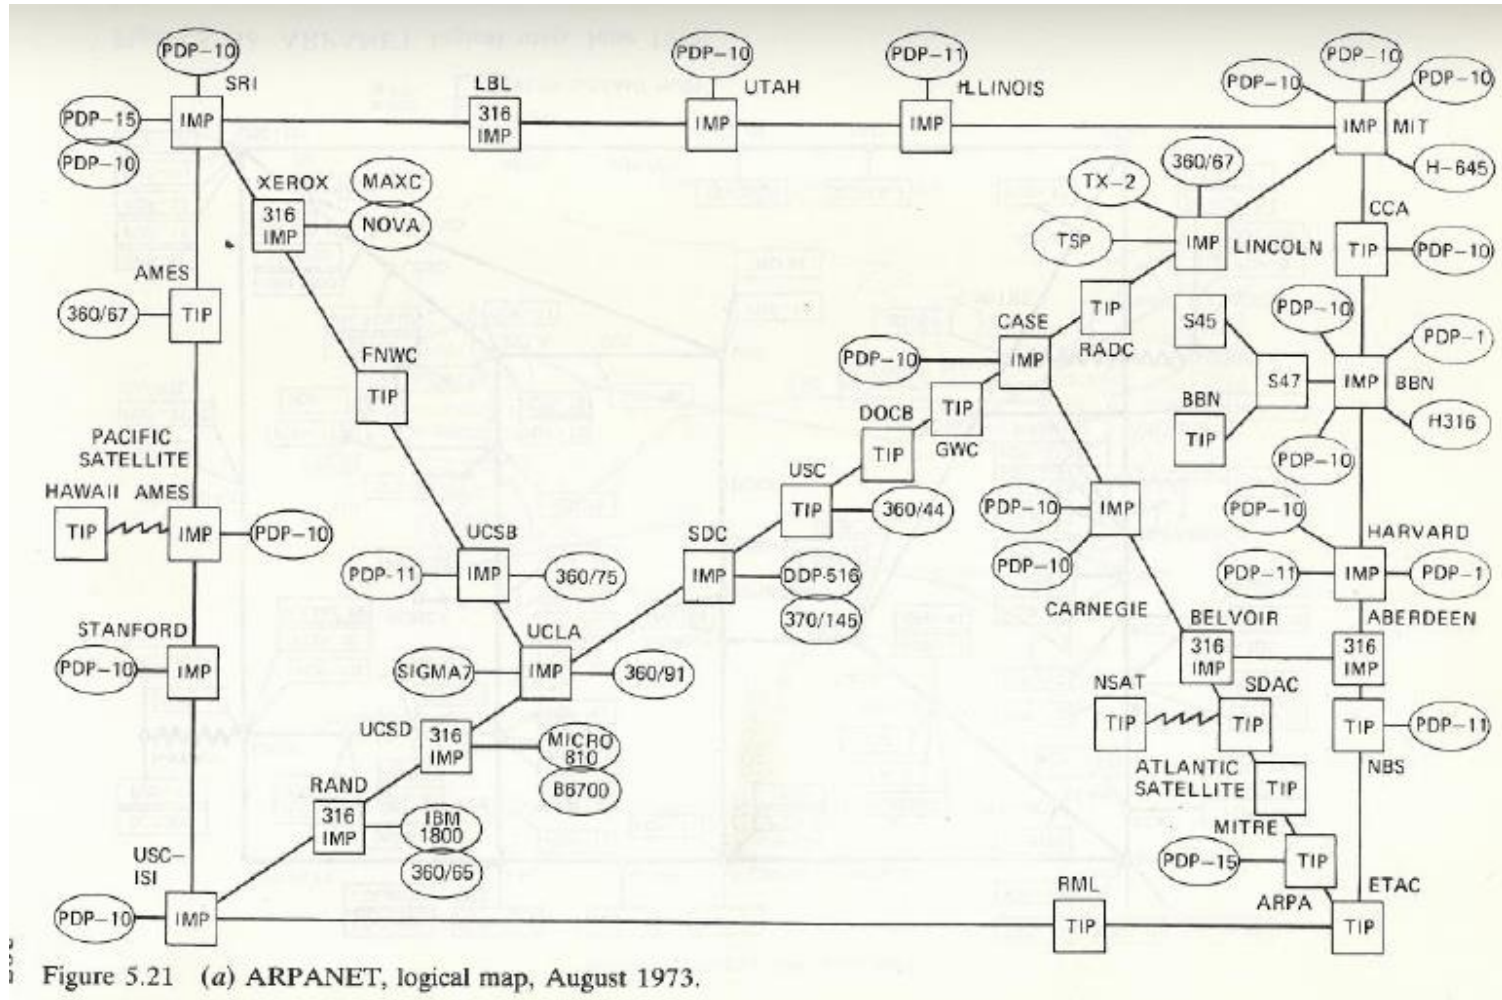 PDP-10
SRI
PDP-15
IMP
PDP-10
LBL
316
IMP
PDP-10
UTAH
IMP
PDP-11
ILLINOIS
IMP
PDP-10
PDP-10
PDP-10
IMP
MIT
H-645
XEROX
316
IMP
MAXC
NOVA
360/67
TX-2
TSP
IMP
LINCOLN
CCA
TIP
PDP-10
AMES
360/67
TIP
FNWC
TIP
CASE
PDP-10
IMP
TIP
RADC
S45
S47
BBN
TIP
PDP-10
PDP-1
IMP
BBN
H316
PDP-10
DOCB
TIP
TIP
GWC
PACIFIC
SATELLITE
HAWAII
AMES
TIP
IMP
PDP-10
USC
TIP
360/44
PDP-10
IMP
PDP-10
CARNEGIE
PDP-10
HARVARD
PDP-11
IMP
PDP-1
UCSB
PDP-11
IMP
360/75
SDC
IMP
DDP-516
370/145
STANFORD
PDP-10
IMP
UCLA
SIGMA7
IMP
360/91
BELVOIR
316
IMP
ABERDEEN
316
IMP
NSAT
TIP
SDAC
TIP
TIP
PDP-11
NBS
UCSD
316
IMP
MICRO
810
B6700
ATLANTIC
SATELLITE
TIP
RAND
316
IMP
IBM
1800
360/65
MITRE
PDP-15
TIP
ARPA
USC-
ISI
PDP-10
IMP
RML
TIP
ETAC
TIP
Figure 5.21 (a) ARPANET, logical map, August 1973.